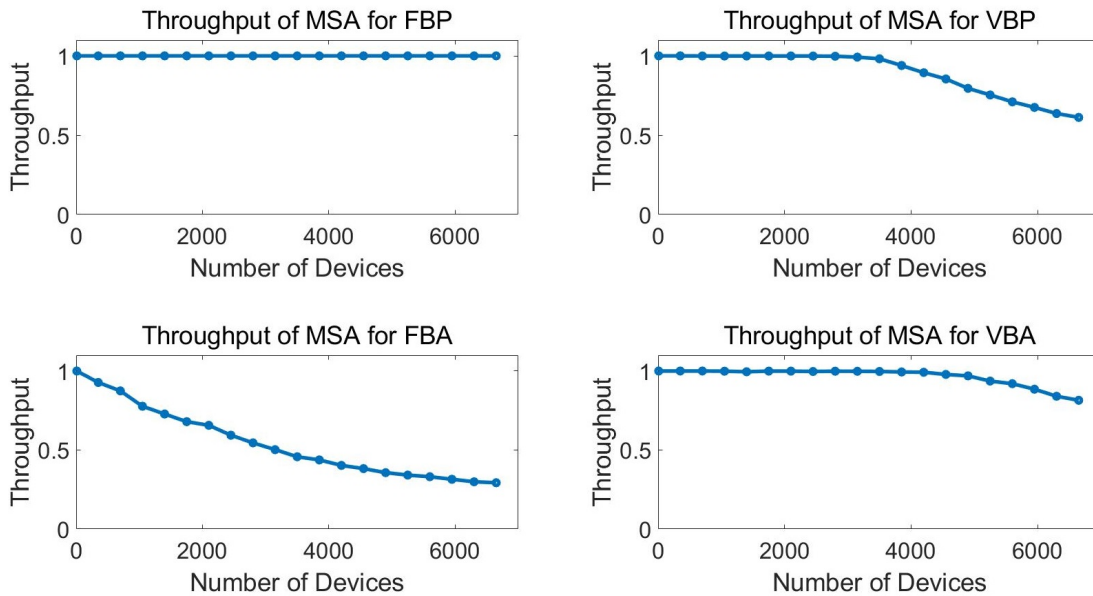 Throughput of MSA for FBP
1
0.5
0
Throughput
0 2000 4000 6000
Number of Devices
Throughput of MSA for VBP
1
0.5
0
Throughput
0 2000 4000 6000
Number of Devices
Throughput of MSA for FBA
1
0.5
0
Throughput
0 2000 4000 6000
Number of Devices
Throughput of MSA for VBA
1
0.5
0
Throughput
0 2000 4000 6000
Number of Devices